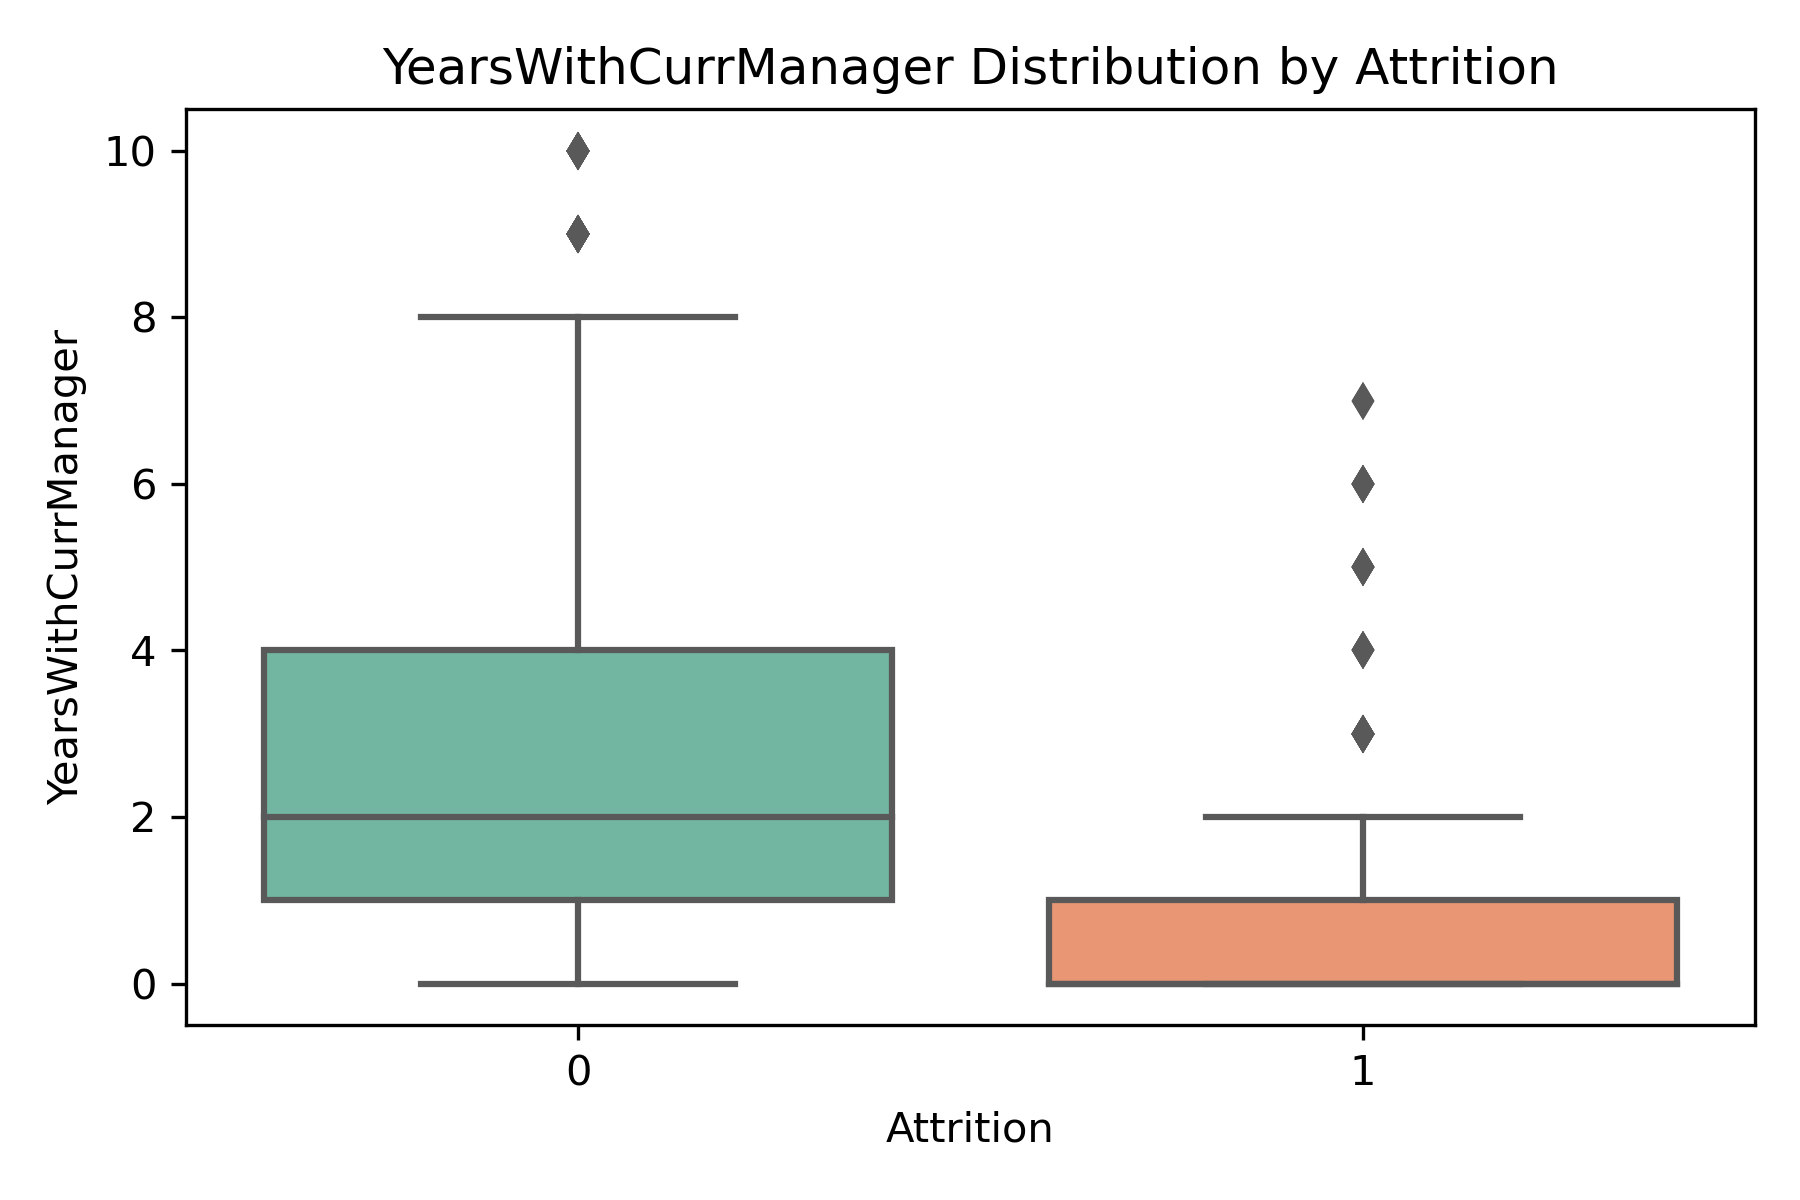 YearsWithCurrManager Distribution by Attrition
YearsWithCurrManager
10
8
6
4
2
0
0 1
Attrition